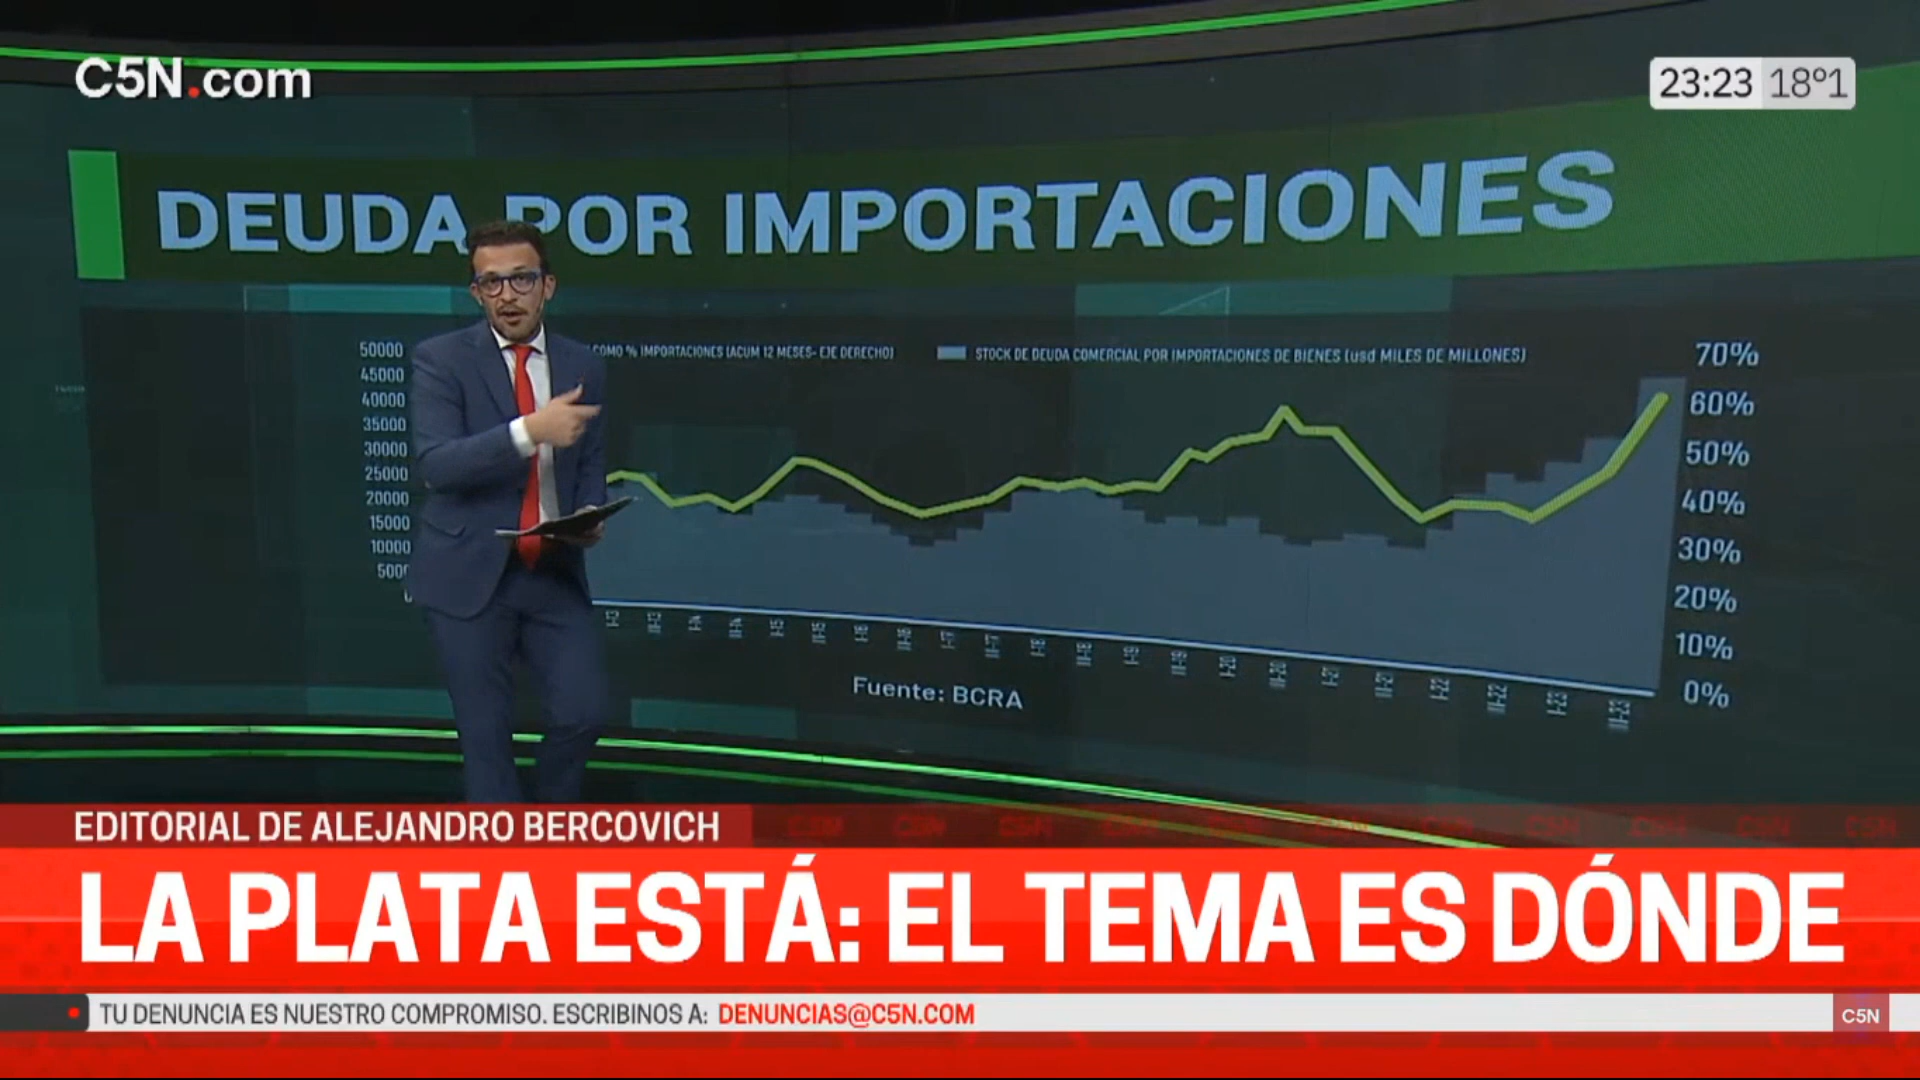 C5N.com
23:23 18°1
DEUDA POR IMPORTACIONES
COMO % IMPORTACIONES (ACUM 12 MESES- EJE DERECHO)
STOCK DE DEUDA COMERCIAL POR IMPORTACIONES DE BIENES (usd MILES DE MILLONES)
50000
45000
40000
35000
30000
25000
20000
15000
10000
5000
0
70%
60%
50%
40%
30%
20%
10%
0%
Fuente: BCRA
EDITORIAL DE ALEJANDRO BERCOVICH
LA PLATA ESTÁ: EL TEMA ES DÓNDE
TU DENUNCIA ES NUESTRO COMPROMISO. ESCRIBINOS A: DENUNCIAS@C5N.COM
C5N